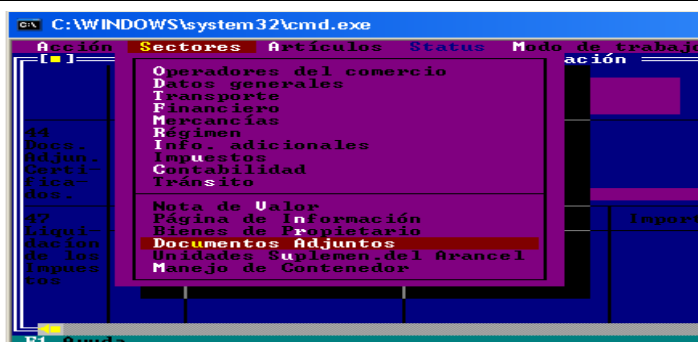 C:\WINDOWS\system32\cmd.exe
Acción Sectores Artículos Status Modo de trabajo
ación
Operadores del comercio
Datos generales
Transporte
Financiero
Mercancías
Régimen
Info. adicionales
Impuestos
Contabilidad
Tránsito
Nota de Valor
Página de Información
Bienes de Propietario
Documentos Adjuntos
Unidades Suplemen.del Arancel
Manejo de Contenedor
44
Docs.
Adjun.
Certi-
fica-
dos.
47
Liqui-
dacion
de los
impues
tos
Import
F1 Ayuda